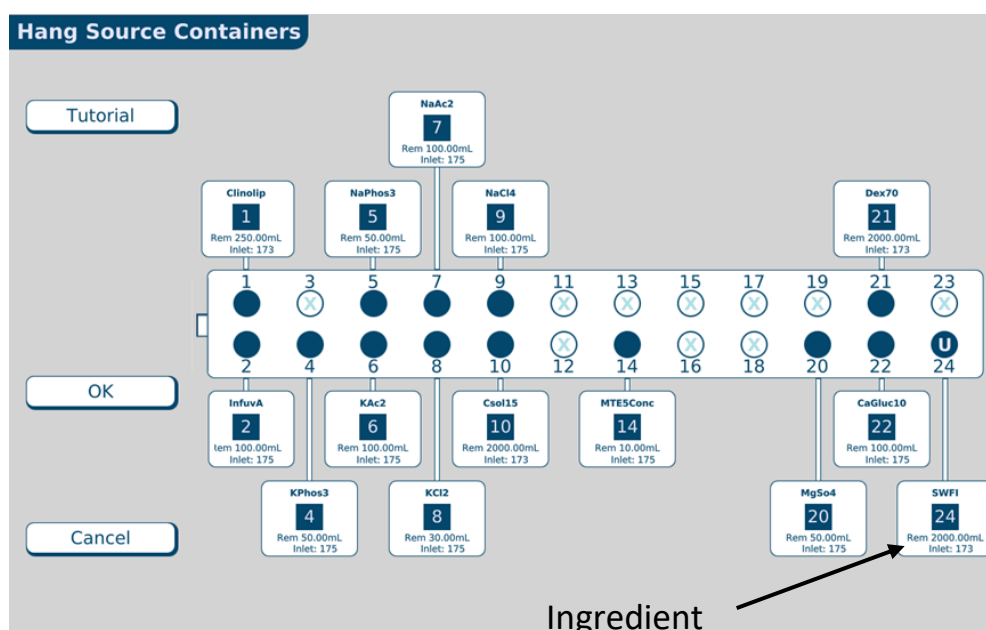 Hang Source Containers
Tutorial
NaAc2
7
Rem 100.00mL
Inlet: 175
Clinolip
1
Rem 250.00mL
Inlet: 173
NaPhos3
5
Rem 50.00mL
Inlet: 175
NaCl4
9
Rem 100.00mL
Inlet: 175
Dex70
21
Rem 2000.00mL
Inlet: 173
1 3 5 7 9 11 13 15 17 19 21 23
X X X X X X X
X X X U
2 4 6 8 10 12 14 16 18 20 22 24
OK
InfuvA
2
lem 100.00mL
Inlet: 175
KAc2
6
Rem 100.00mL
Inlet: 175
Csol15
10
Rem 2000.00mL
Inlet: 173
MTE5Conc
14
Rem 10.00mL
Inlet: 175
CaGluc10
22
Rem 100.00mL
Inlet: 175
Cancel
KPhos3
4
Rem 50.00mL
Inlet: 175
KCl2
8
Rem 30.00mL
Inlet: 175
MgSo4
20
Rem 50.00mL
Inlet: 175
SWFI
24
Rem 2000.00mL
Inlet: 173
Ingredient